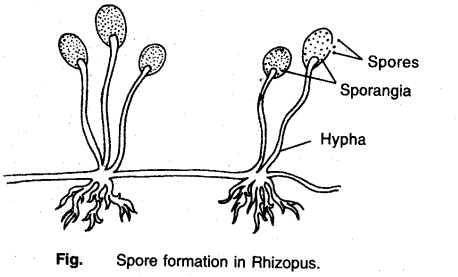 Spores
Sporangia
Hypha
Fig. Spore formation in Rhizopus.